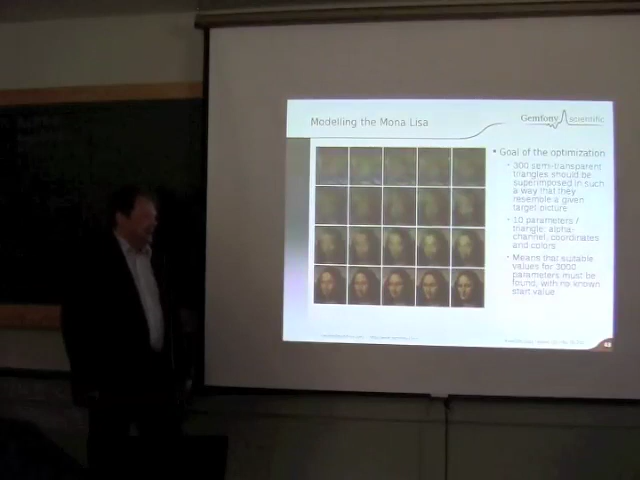 Modelling the Mona Lisa
Gemfony scientific
• Goal of the optimization
• 300 semi-transparent
triangles should be
superimposed in such
a way that they
resemble a given
target picture
• 10 parameters /
triangle: alpha-
channel, coordinates
and colors
• Means that suitable
values for 3000
parameters must be
found, with no known
start value